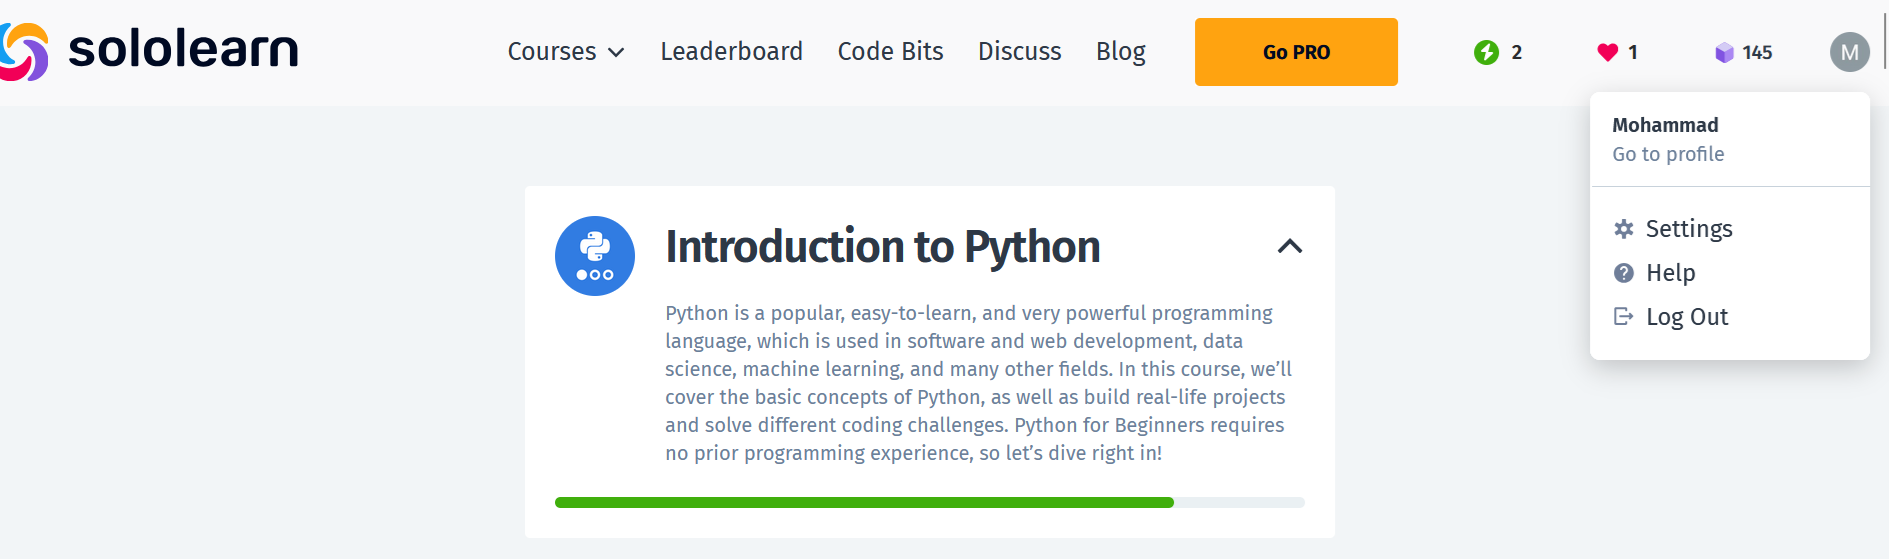 sololearn
Courses Leaderboard Code Bits Discuss Blog Go PRO 2 1 145 M
Mohammad
Go to profile
Settings
Help
Log Out
Introduction to Python
Python is a popular, easy-to-learn, and very powerful programming
language, which is used in software and web development, data
science, machine learning, and many other fields. In this course, we’ll
cover the basic concepts of Python, as well as build real-life projects
and solve different coding challenges. Python for Beginners requires
no prior programming experience, so let’s dive right in!